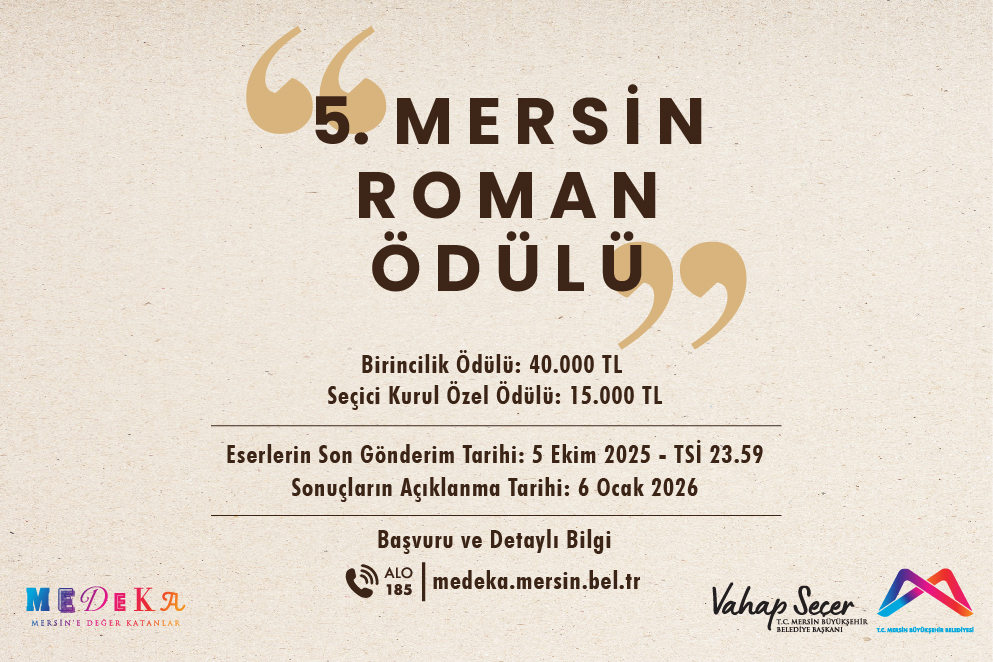 5. MERSİN
ROMAN
ÖDÜLÜ
Birincilik Ödülü: 40.000 TL
Seçici Kurul Özel Ödülü: 15.000 TL
Eserlerin Son Gönderim Tarihi: 5 Ekim 2025 - TSİ 23.59
Sonuçların Açıklanma Tarihi: 6 Ocak 2026
Başvuru ve Detaylı Bilgi
ALO 185 | medeka.mersin.bel.tr
MEDEKA
MERSİN'E DEĞER KATANLAR
Vahap Seçer
T.C. MERSİN BÜYÜKŞEHİR
BELEDİYE BAŞKANI
T.C. MERSİN BÜYÜKŞEHİR BELEDİYESİ